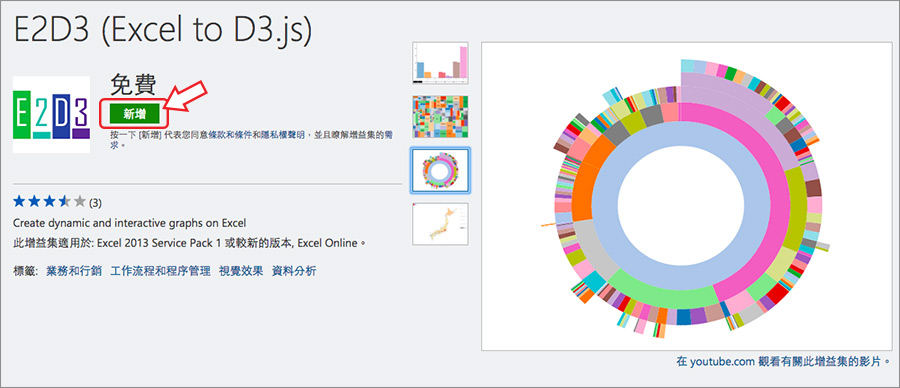 E2D3 (Excel to D3.js)
E2D3
免費
新增
按一下 [新增] 代表您同意條款和條件和隱私權聲明，並且瞭解增益集的需
求。
(3)
Create dynamic and interactive graphs on Excel
此增益集適用於: Excel 2013 Service Pack 1 或較新的版本, Excel Online。
標籤: 業務和行銷 工作流程和程序管理 視覺效果 資料分析
在 youtube.com 觀看有關此增益集的影片。